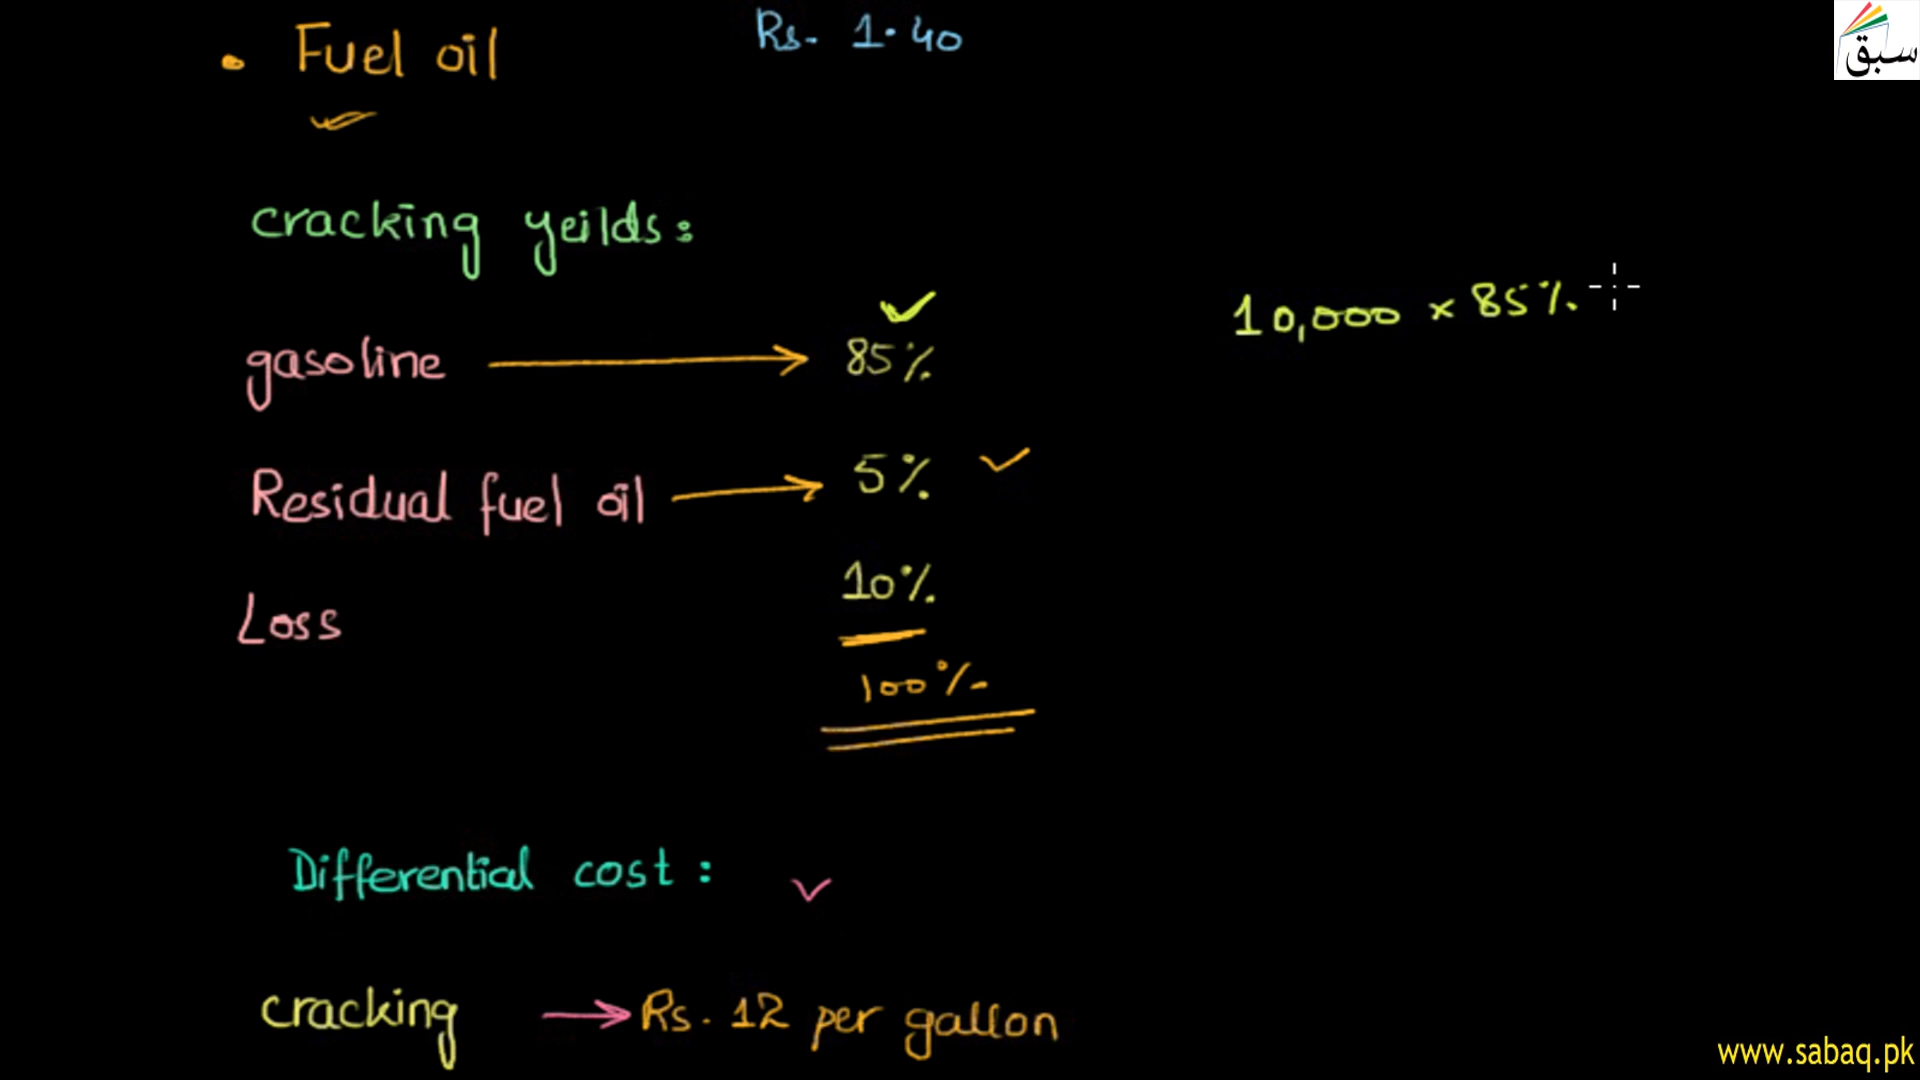 • Fuel oil Rs. 1.40
سبق
cracking yeilds:
10,000 × 85%
gasoline → 85%
Residual fuel oil → 5%
Loss 10%
100%
Differential cost:
cracking → Rs. 12 per gallon
www.sabaq.pk